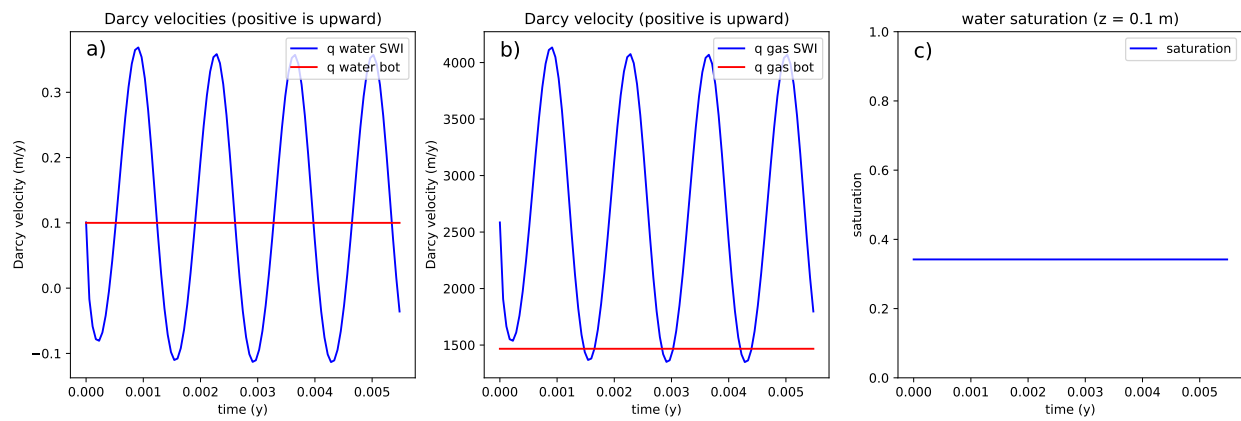 Darcy velocities (positive is upward)
a)
q water SWI
q water bot
0.3
0.2
0.1
0.0
−0.1
Darcy velocity (m/y)
0.000 0.001 0.002 0.003 0.004 0.005
time (y)
Darcy velocity (positive is upward)
b)
q gas SWI
q gas bot
4000
3500
3000
2500
2000
1500
Darcy velocity (m/y)
0.000 0.001 0.002 0.003 0.004 0.005
time (y)
water saturation (z = 0.1 m)
c)
saturation
1.0
0.8
0.6
0.4
0.2
0.0
saturation
0.000 0.001 0.002 0.003 0.004 0.005
time (y)